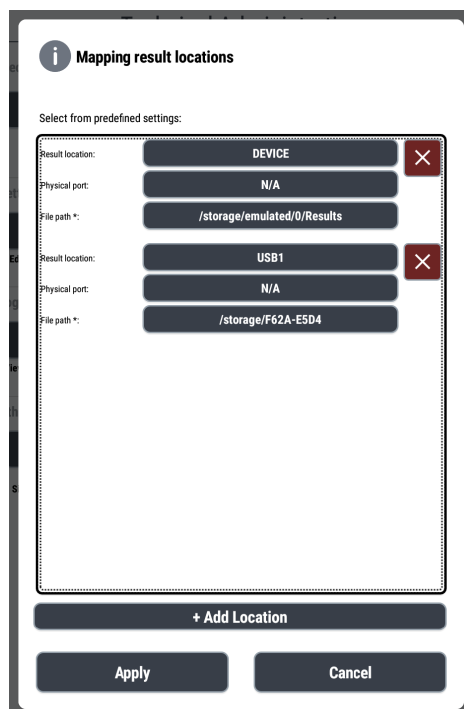 Mapping result locations
Select from predefined settings:
Result location: DEVICE
Physical port: N/A
File path *: /storage/emulated/0/Results
Result location: USB1
Physical port: N/A
File path *: /storage/F62A-E5D4
+ Add Location
Apply Cancel